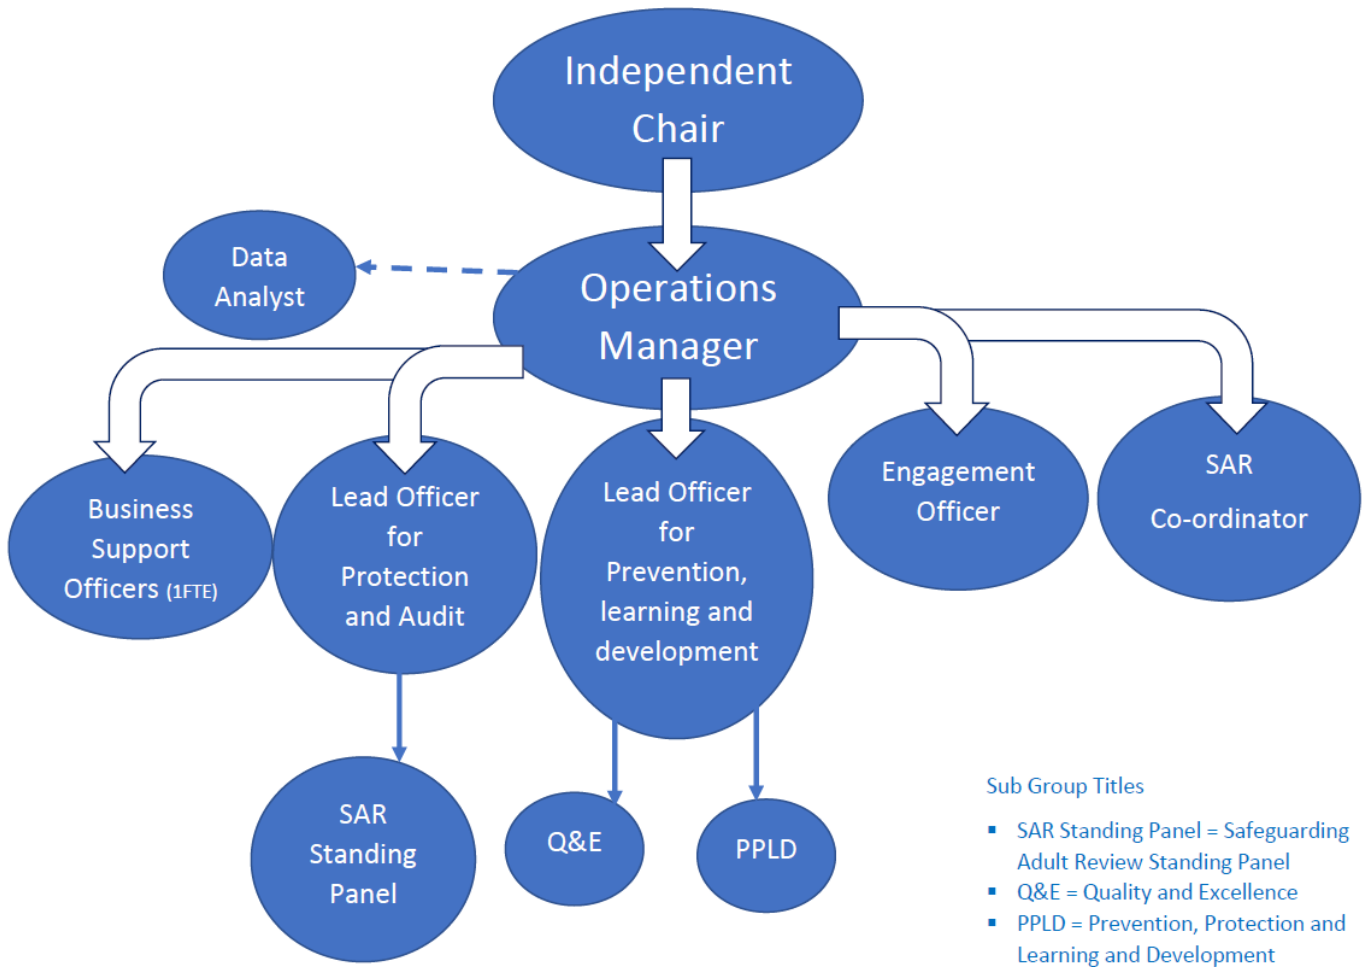 Independent
Chair
Data
Analyst
Operations
Manager
Business
Support
Officers (1FTE)
Lead Officer
for
Protection
and Audit
Lead Officer
for
Prevention,
learning and
development
Engagement
Officer
SAR
Co-ordinator
SAR
Standing
Panel
Q&E
PPLD
Sub Group Titles
▪ SAR Standing Panel = Safeguarding
Adult Review Standing Panel
▪ Q&E = Quality and Excellence
▪ PPLD = Prevention, Protection and
Learning and Development